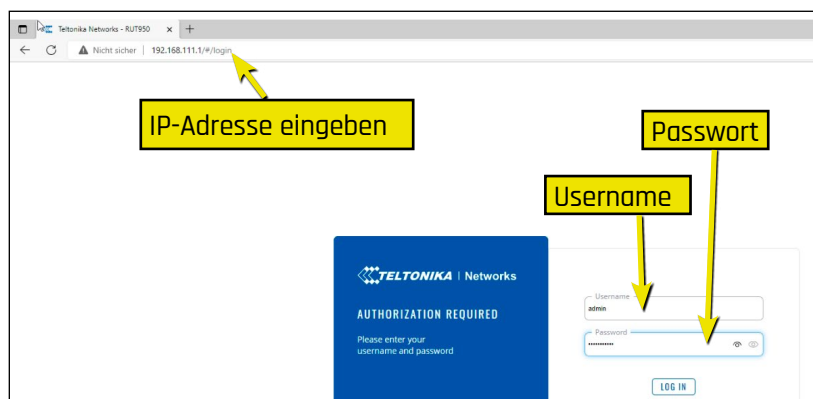 Teltonika Networks - RUT950
Nicht sicher | 192.168.111.1/#/login
IP-Adresse eingeben
Passwort
Username
TELTONIKA | Networks
AUTHORIZATION REQUIRED
Please enter your
username and password
Username
admin
Password
•••••••••••
LOG IN